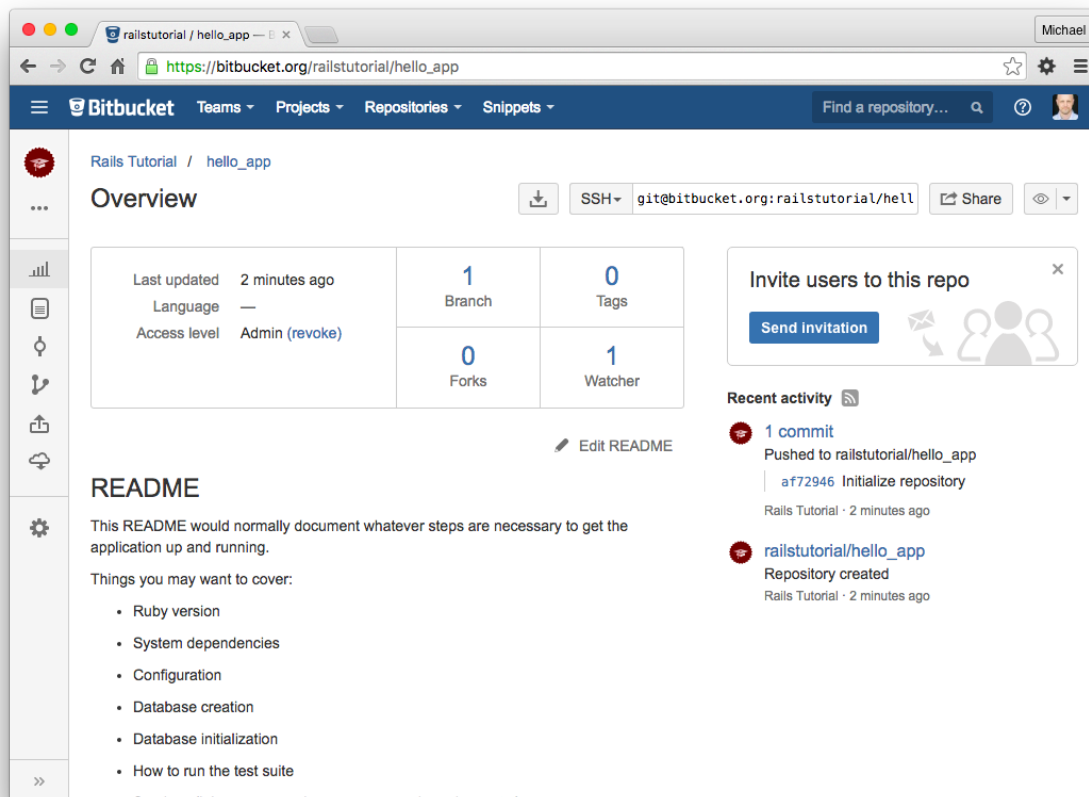 railstutorial / hello_app — B
Michael
https://bitbucket.org/railstutorial/hello_app
Bitbucket Teams Projects Repositories Snippets Find a repository...
Rails Tutorial / hello_app
Overview
SSH git@bitbucket.org:railstutorial/hell Share
Last updated 2 minutes ago
Language —
Access level Admin (revoke)
1
Branch
0
Tags
0
Forks
1
Watcher
Edit README
README
This README would normally document whatever steps are necessary to get the
application up and running.
Things you may want to cover:
• Ruby version
• System dependencies
• Configuration
• Database creation
• Database initialization
• How to run the test suite
Invite users to this repo
Send invitation
Recent activity
1 commit
Pushed to railstutorial/hello_app
af72946 Initialize repository
Rails Tutorial · 2 minutes ago
railstutorial/hello_app
Repository created
Rails Tutorial · 2 minutes ago